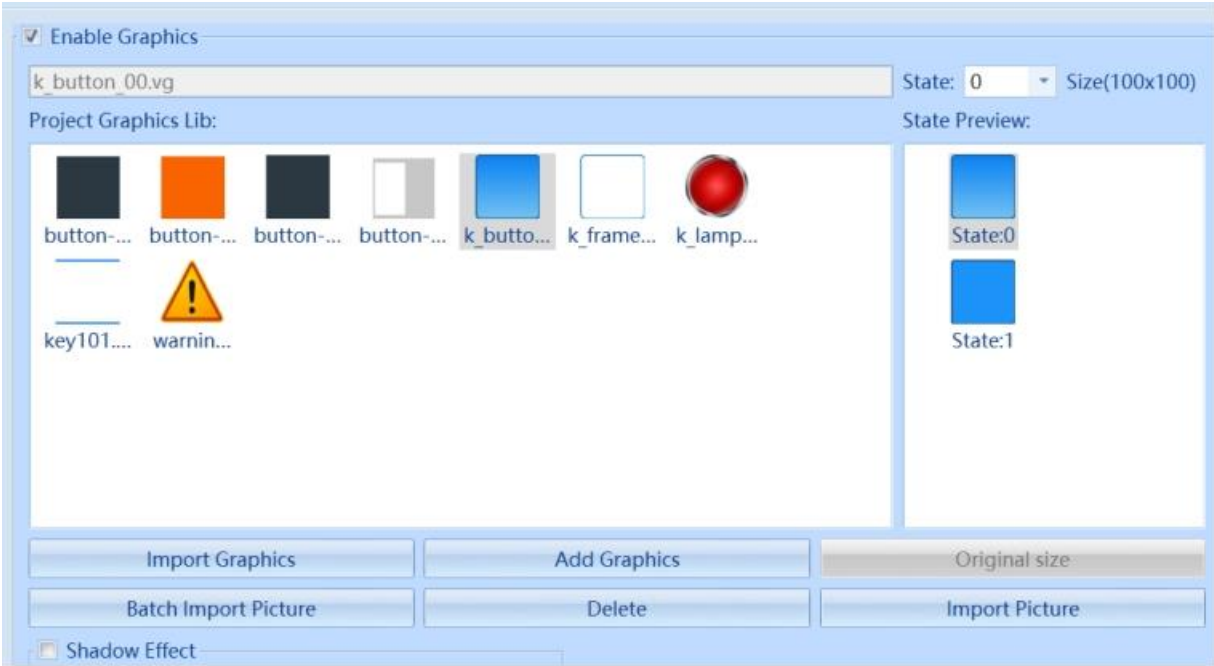 Enable Graphics
k_button_00.vg State: 0 Size(100x100)
Project Graphics Lib: State Preview:
button-... button-... button-... button-... k_butto... k_frame... k_lamp... State:0
key101.... warnin... State:1
Import Graphics Add Graphics Original size
Batch Import Picture Delete Import Picture
Shadow Effect